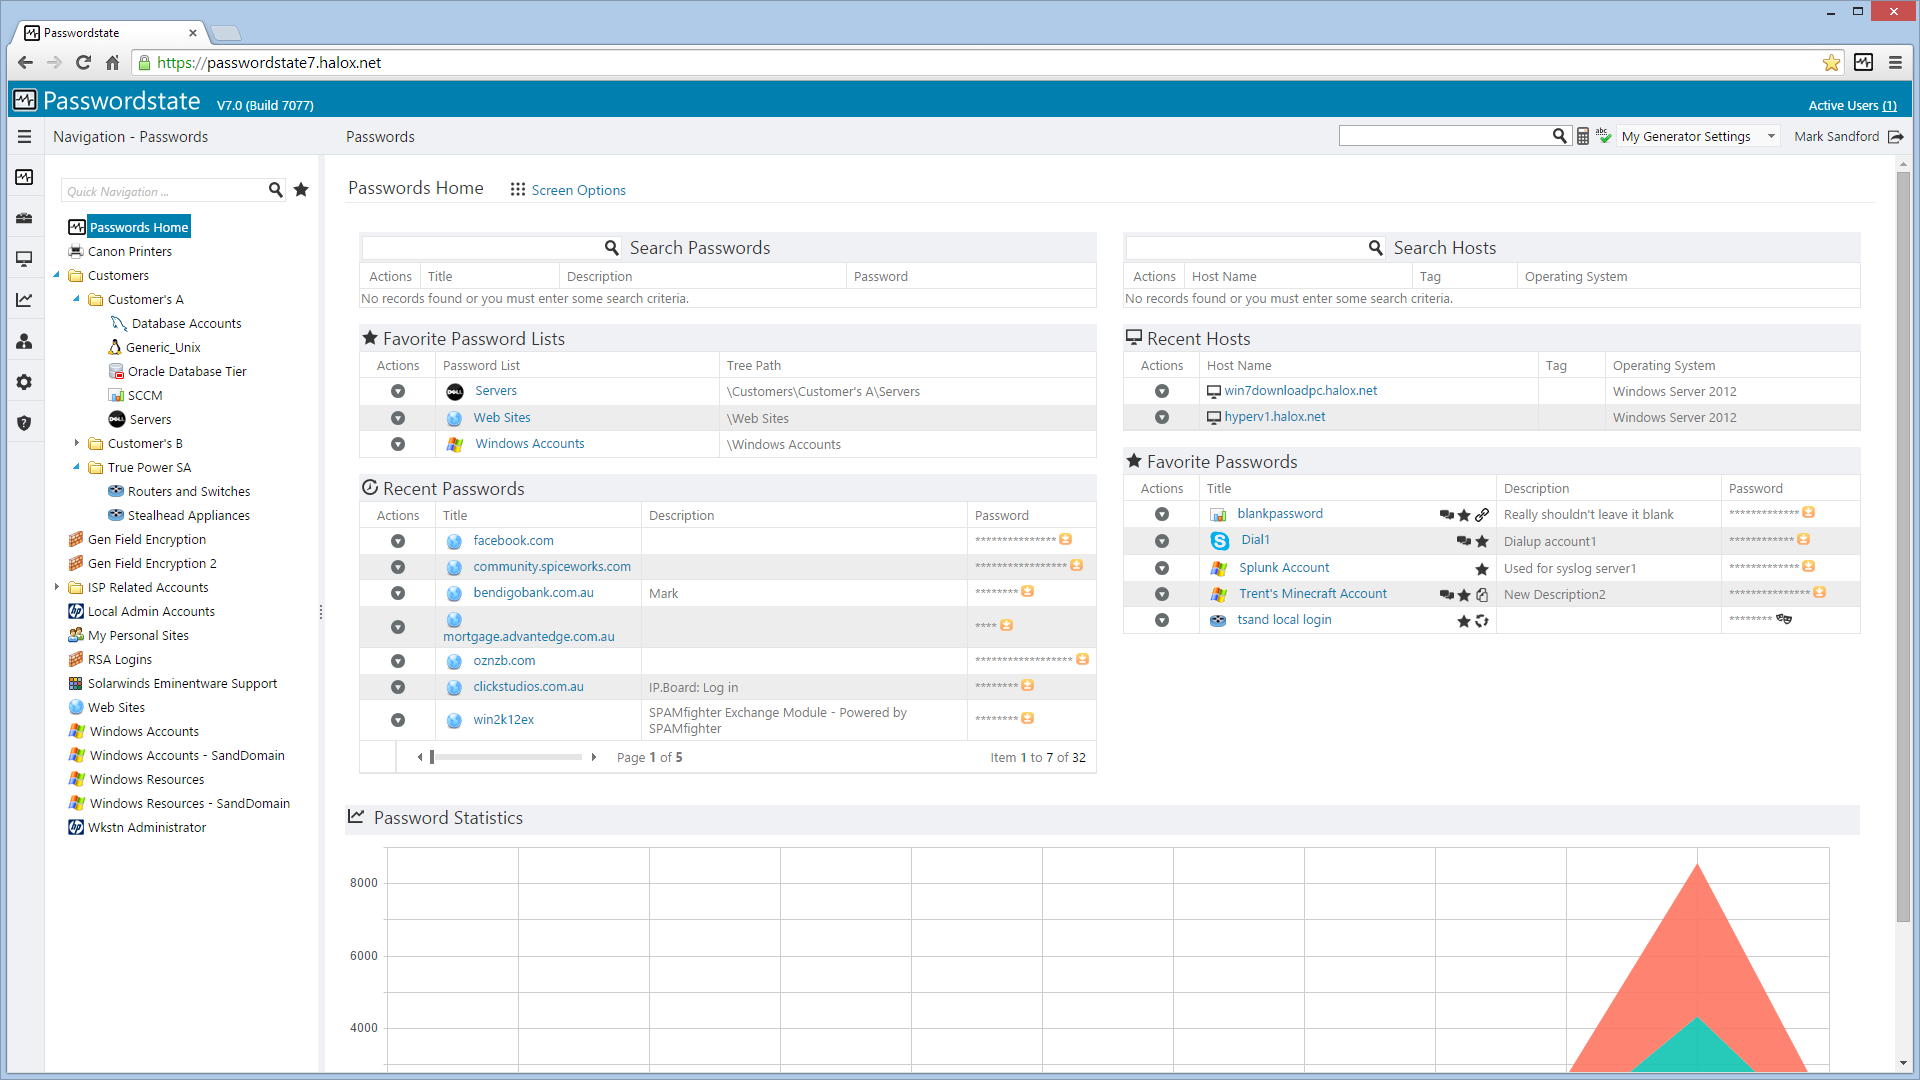 Passwordstate
https://passwordstate7.halox.net
Passwordstate V7.0 (Build 7077)
Active Users (1)
Navigation - Passwords
Passwords
abc
My Generator Settings
Mark Sandford
Quick Navigation ...
Passwords Home
Canon Printers
Customers
Customer's A
Database Accounts
Generic_Unix
Oracle Database Tier
SCCM
DELL Servers
Customer's B
True Power SA
Routers and Switches
Stealhead Appliances
Gen Field Encryption
Gen Field Encryption 2
ISP Related Accounts
hp Local Admin Accounts
My Personal Sites
RSA Logins
Solarwinds Eminentware Support
Web Sites
Windows Accounts
Windows Accounts - SandDomain
Windows Resources
Windows Resources - SandDomain
hp Wkstn Administrator
Passwords Home
Screen Options
Search Passwords
Actions Title Description Password
No records found or you must enter some search criteria.
Favorite Password Lists
Actions Password List Tree Path
DELL Servers \Customers\Customer's A\Servers
Web Sites \Web Sites
Windows Accounts \Windows Accounts
Recent Passwords
Actions Title Description Password
facebook.com ***************
community.spiceworks.com *****************
bendigobank.com.au Mark ********
mortgage.advantedge.com.au ****
oznzb.com ******************
clickstudios.com.au IP.Board: Log in ********
win2k12ex SPAMfighter Exchange Module - Powered by
SPAMfighter ********
Page 1 of 5
Item 1 to 7 of 32
Search Hosts
Actions Host Name Tag Operating System
No records found or you must enter some search criteria.
Recent Hosts
Actions Host Name Tag Operating System
win7downloadpc.halox.net Windows Server 2012
hyperv1.halox.net Windows Server 2012
Favorite Passwords
Actions Title Description Password
blankpassword Really shouldn't leave it blank *************
Dial1 Dialup account1 ************
Splunk Account Used for syslog server1 *************
Trent's Minecraft Account New Description2 ***************
tsand local login ********
Password Statistics
8000
6000
4000